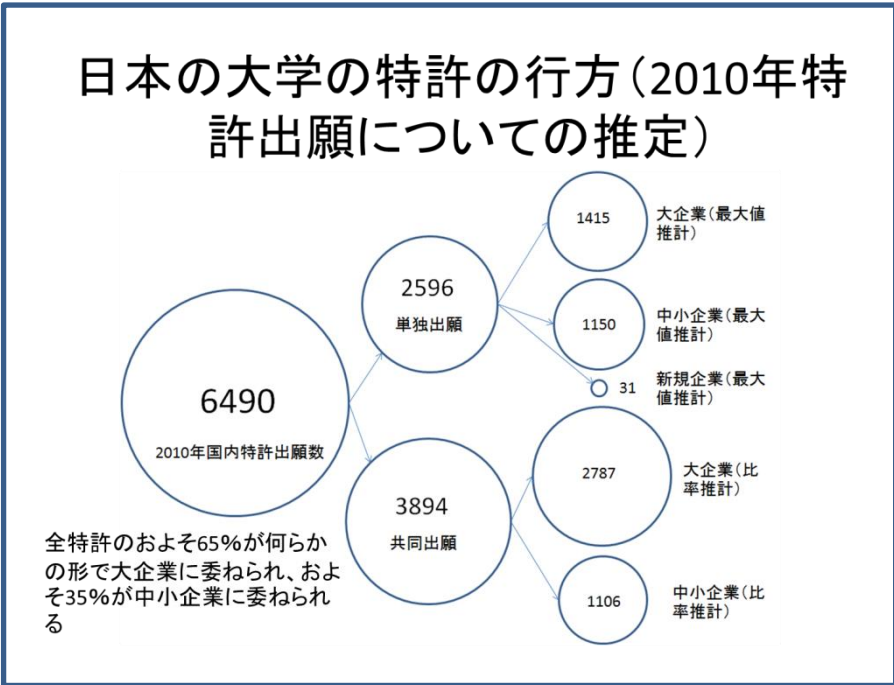 日本の大学の特許の行方(2010年特
許出願についての推定)
6490
2010年国内特許出願数
2596
単独出願
3894
共同出願
1415
大企業(最大値
推計)
1150
中小企業(最大
値推計)
31
新規企業(最大
値推計)
2787
大企業(比
率推計)
1106
中小企業(比
率推計)
全特許のおよそ65%が何らか
の形で大企業に委ねられ、およ
そ35%が中小企業に委ねられ
る